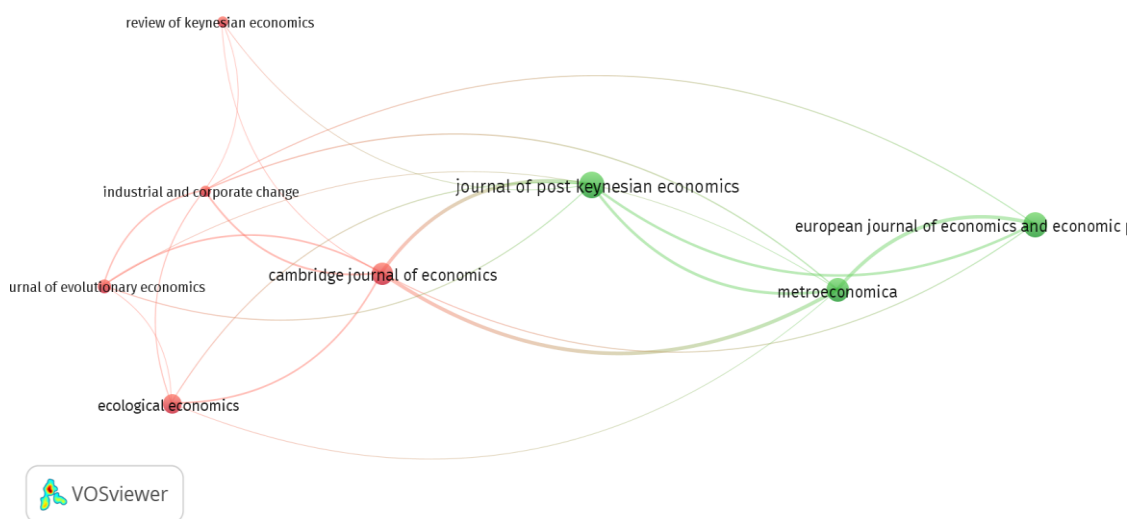 review of keynesian economics
industrial and corporate change
journal of post keynesian economics
european journal of economics and economic p
cambridge journal of economics
urnal of evolutionary economics
metroeconomica
ecological economics
VOSviewer